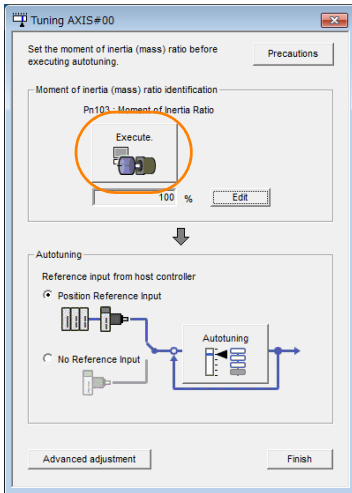 Tuning AXIS#00
Set the moment of inertia (mass) ratio before
executing autotuning.
Precautions
Moment of inertia (mass) ratio identification
Pn103 : Moment of Inertia Ratio
Execute.
100 %
Edit
Autotuning
Reference input from host controller
Position Reference Input
Autotuning
No Reference Input
Advanced adjustment
Finish